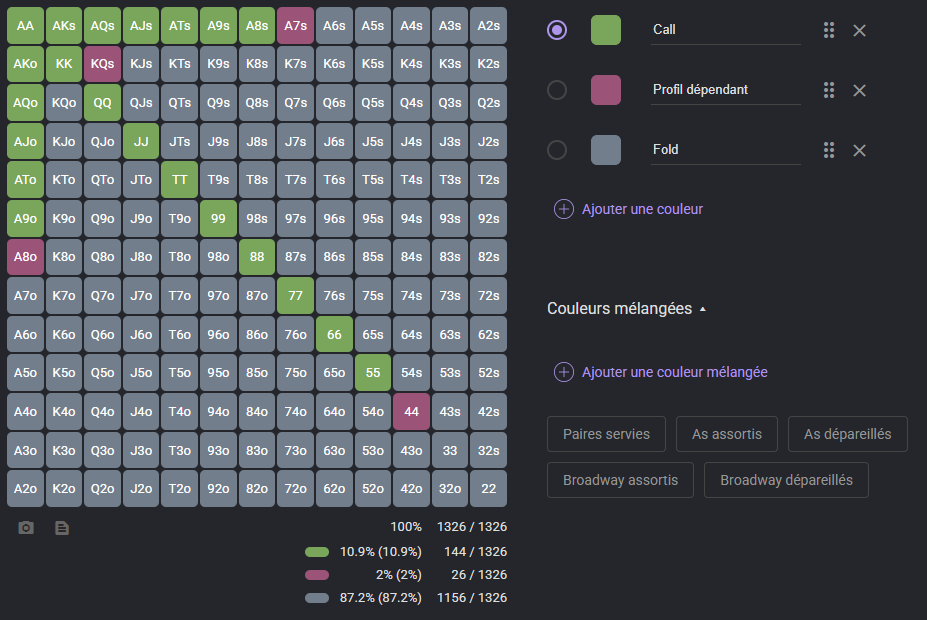 AA AKs AQs AJs ATs A9s A8s A7s A6s A5s A4s A3s A2s
AKo KK KQs KJs KTs K9s K8s K7s K6s K5s K4s K3s K2s
AQo KQo QQ QJs QTs Q9s Q8s Q7s Q6s Q5s Q4s Q3s Q2s
AJo KJo QJo JJ JTs J9s J8s J7s J6s J5s J4s J3s J2s
ATo KTo QTo JTo TT T9s T8s T7s T6s T5s T4s T3s T2s
A9o K9o Q9o J9o T9o 99 98s 97s 96s 95s 94s 93s 92s
A8o K8o Q8o J8o T8o 98o 88 87s 86s 85s 84s 83s 82s
A7o K7o Q7o J7o T7o 97o 87o 77 76s 75s 74s 73s 72s
A6o K6o Q6o J6o T6o 96o 86o 76o 66 65s 64s 63s 62s
A5o K5o Q5o J5o T5o 95o 85o 75o 65o 55 54s 53s 52s
A4o K4o Q4o J4o T4o 94o 84o 74o 64o 54o 44 43s 42s
A3o K3o Q3o J3o T3o 93o 83o 73o 63o 53o 43o 33 32s
A2o K2o Q2o J2o T2o 92o 82o 72o 62o 52o 42o 32o 22
100% 1326 / 1326
10.9% (10.9%) 144 / 1326
2% (2%) 26 / 1326
87.2% (87.2%) 1156 / 1326
Call
Profil dépendant
Fold
Ajouter une couleur
Couleurs mélangées
Ajouter une couleur mélangée
Paires servies As assortis As dépareillés
Broadway assortis Broadway dépareillés